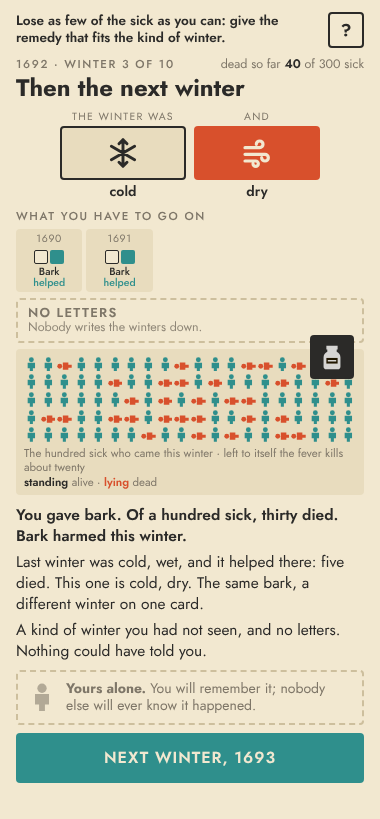 Lose as few of the sick as you can: give the
remedy that fits the kind of winter.
?
1692 · WINTER 3 OF 10
dead so far 40 of 300 sick
Then the next winter
THE WINTER WAS
AND
cold
dry
WHAT YOU HAVE TO GO ON
1690
1691
Bark
helped
Bark
helped
NO LETTERS
Nobody writes the winters down.
The hundred sick who came this winter · left to itself the fever kills
about twenty
standing alive · lying dead
You gave bark. Of a hundred sick, thirty died.
Bark harmed this winter.
Last winter was cold, wet, and it helped there: five
died. This one is cold, dry. The same bark, a
different winter on one card.
A kind of winter you had not seen, and no letters.
Nothing could have told you.
Yours alone. You will remember it; nobody
else will ever know it happened.
NEXT WINTER, 1693